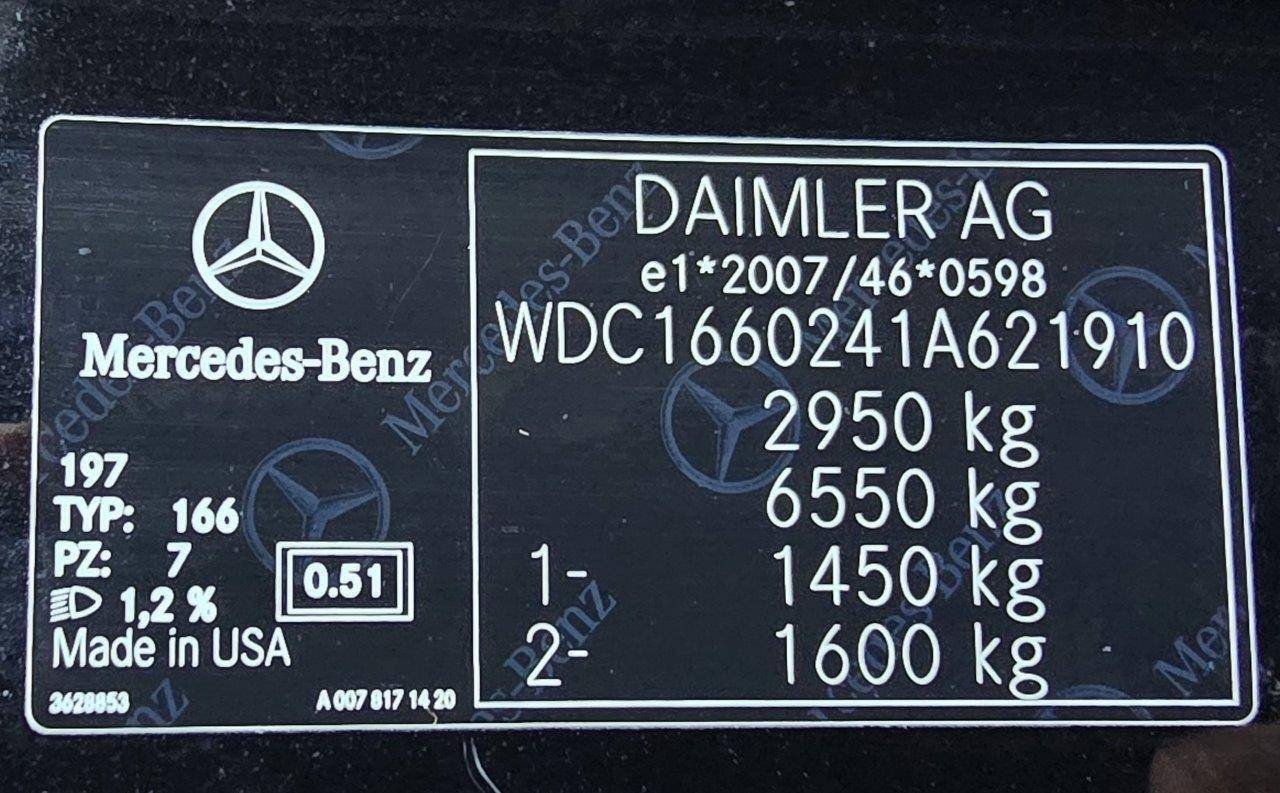 Mercedes-Benz
197
TYP: 166
PZ: 7
1,2 %
0.51
Made in USA
3628853
A 007 817 14 20
DAIMLER AG
e1*2007/46*0598
WDC1660241A621910
2950 kg
6550 kg
1- 1450 kg
2- 1600 kg